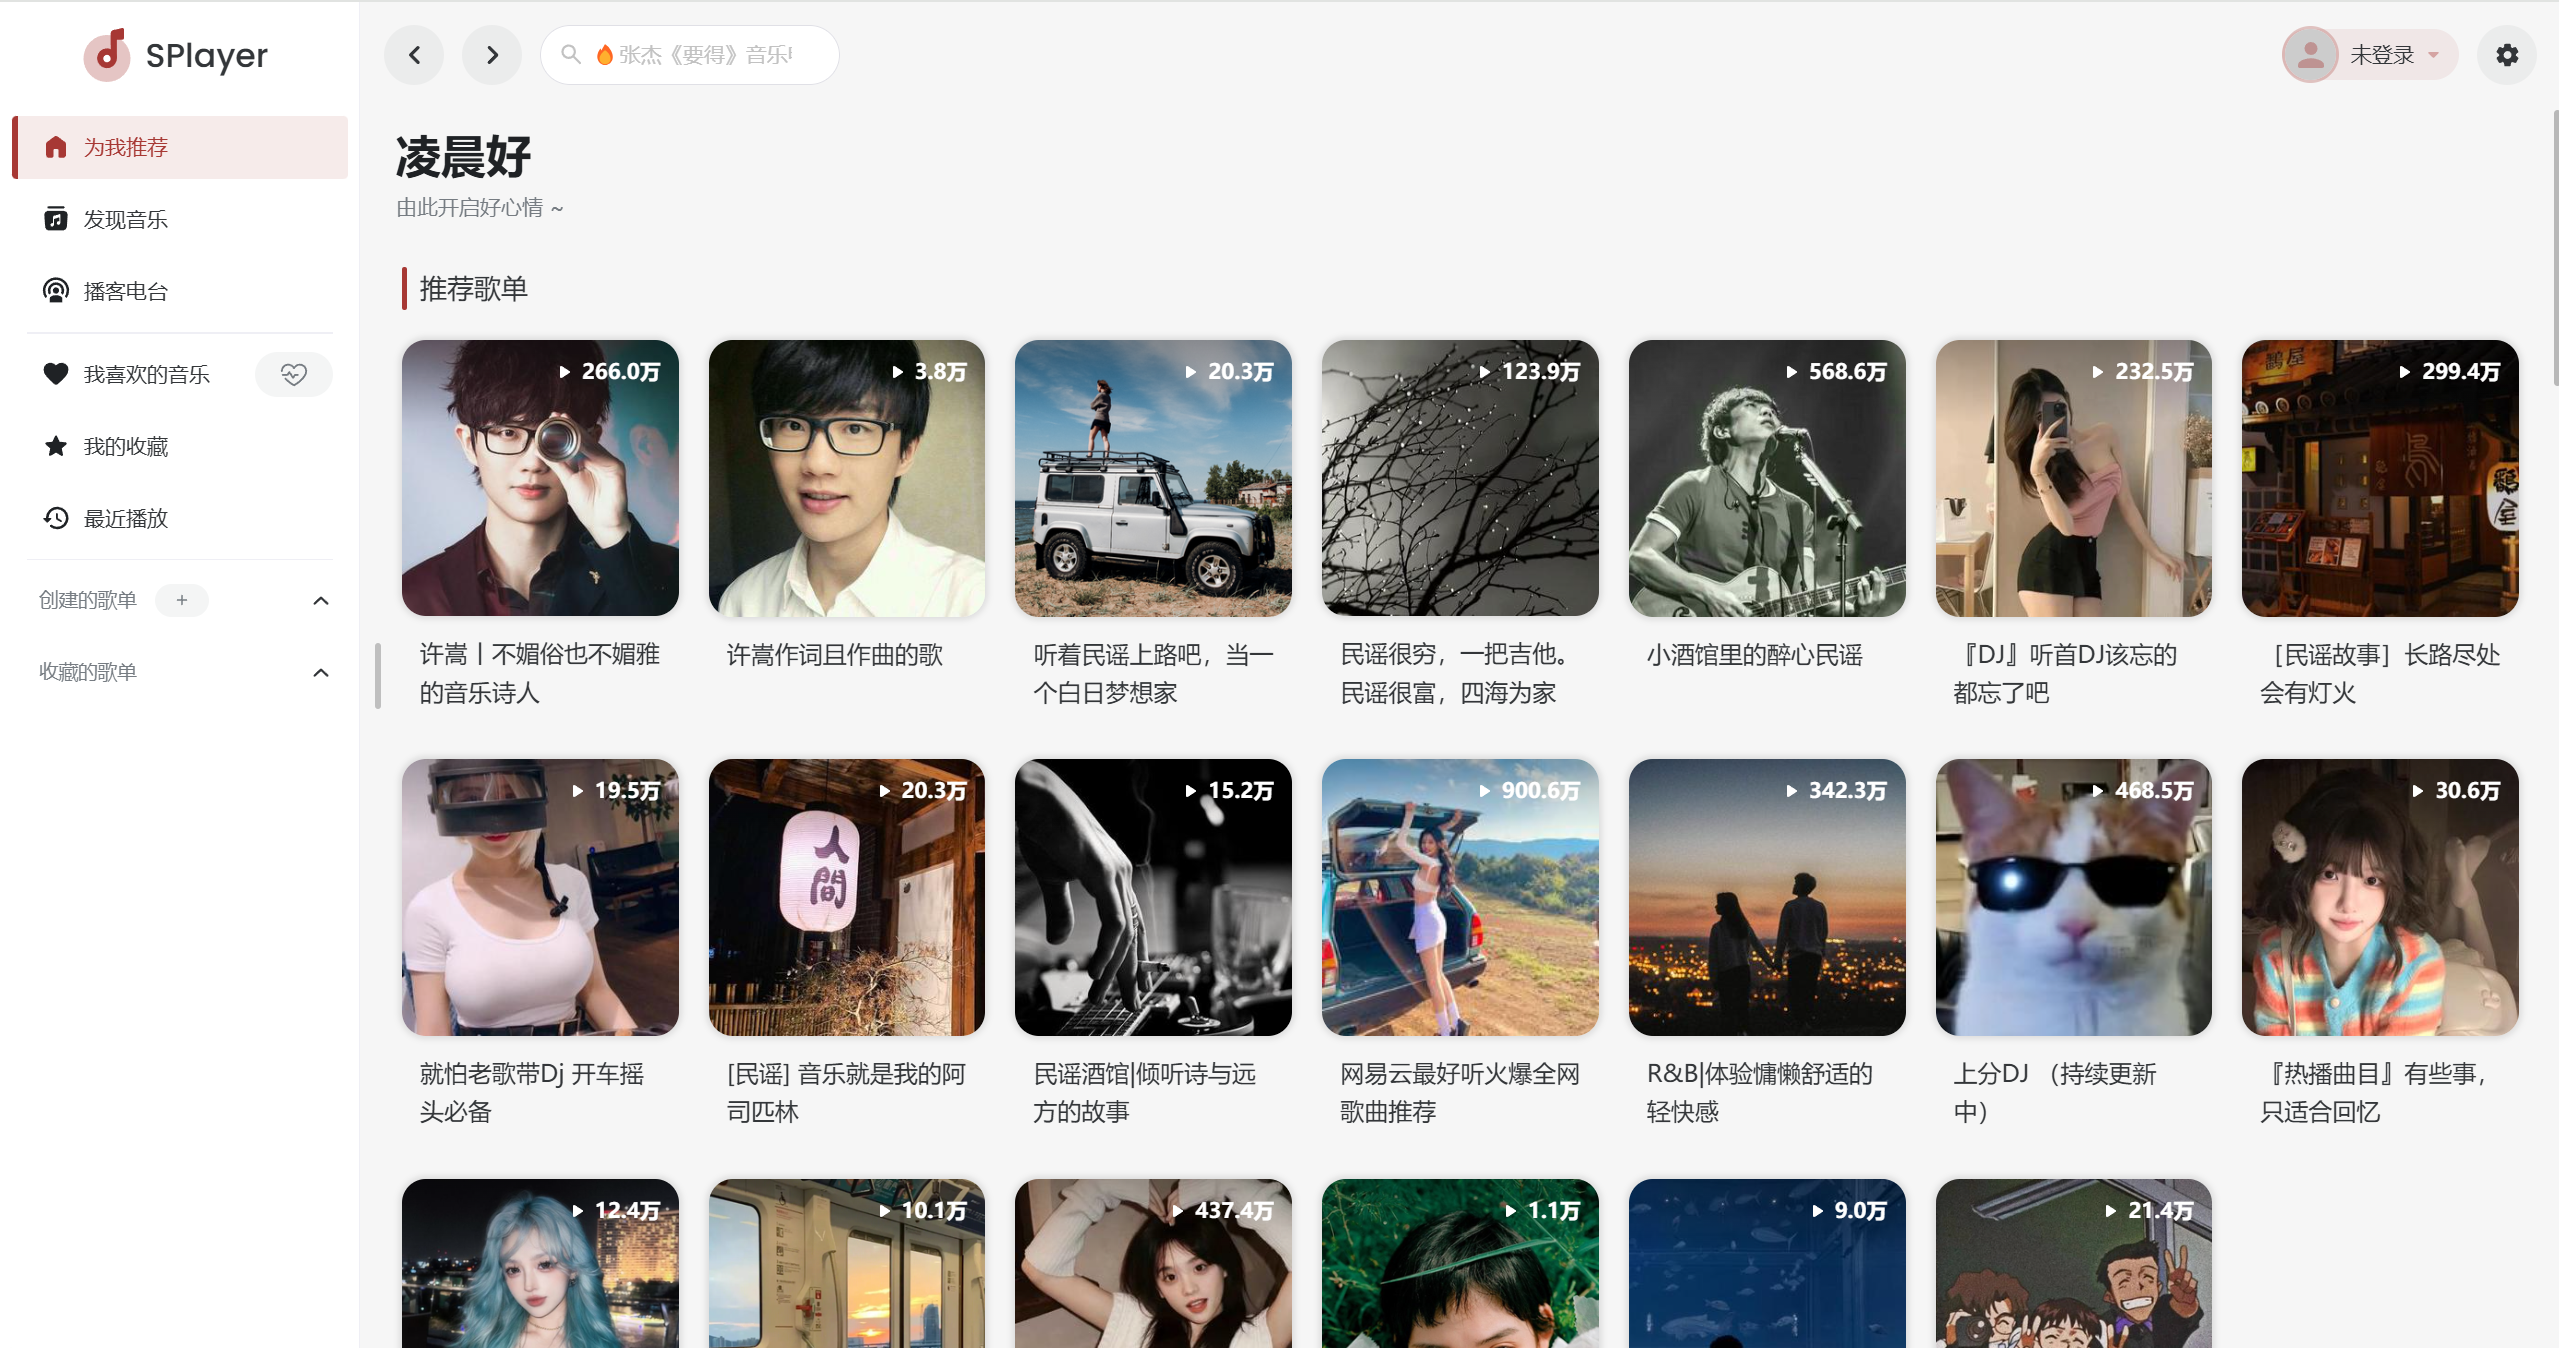 SPlayer
张杰《要得》音乐
未登录
为我推荐
发现音乐
播客电台
我喜欢的音乐
我的收藏
最近播放
创建的歌单
收藏的歌单
凌晨好
由此开启好心情 ~
推荐歌单
266.0万
3.8万
20.3万
123.9万
568.6万
232.5万
299.4万
许嵩丨不媚俗也不媚雅
的音乐诗人
许嵩作词且作曲的歌
听着民谣上路吧，当一
个白日梦想家
民谣很穷，一把吉他。
民谣很富，四海为家
小酒馆里的醉心民谣
『DJ』听首DJ该忘的
都忘了吧
［民谣故事］长路尽处
会有灯火
19.5万
20.3万
人間
15.2万
900.6万
342.3万
468.5万
30.6万
就怕老歌带Dj 开车摇
头必备
[民谣] 音乐就是我的阿
司匹林
民谣酒馆|倾听诗与远
方的故事
网易云最好听火爆全网
歌曲推荐
R&B|体验慵懒舒适的
轻快感
上分DJ （持续更新
中）
『热播曲目』有些事，
只适合回忆
12.4万
10.1万
437.4万
1.1万
9.0万
21.4万